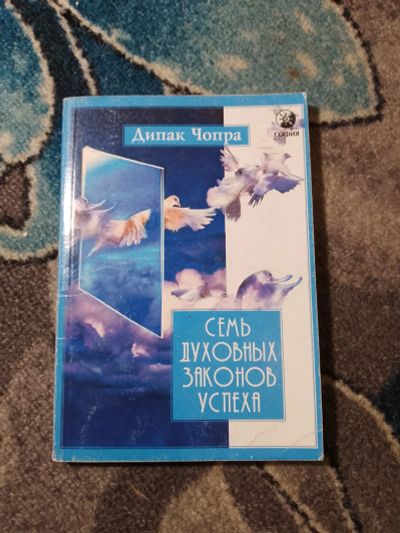 Дипак Чопра
СОФИЯ
СЕМЬ
ДУХОВНЫХ
ЗАКОНОВ
УСПЕХА